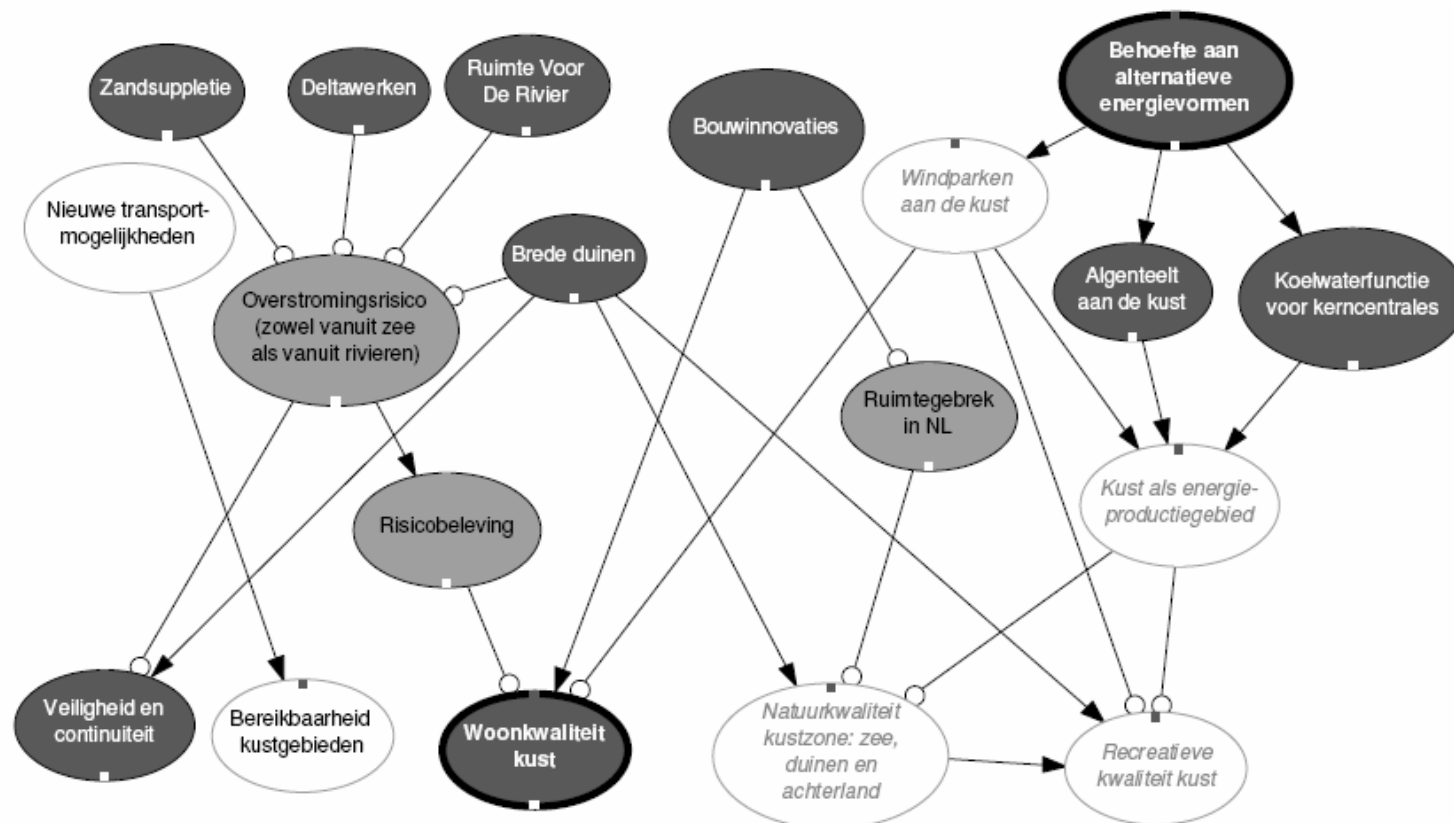 Zandsuppletie
Deltawerken
Ruimte Voor
De Rivier
Bouwinnovaties
Behoefte aan
alternatieve
energievormen
Nieuwe transport-
mogelijkheden
Windparken
aan de kust
Brede duinen
Algenteelt
aan de kust
Koelwaterfunctie
voor kerncentrales
Overstromingsrisico
(zowel vanuit zee
als vanuit rivieren)
Ruimtegebrek
in NL
Kust als energie-
productiegebied
Risicobeleving
Veiligheid en
continuiteit
Bereikbaarheid
kustgebieden
Woonkwaliteit
kust
Natuurkwaliteit
kustzone: zee,
duinen en
achterland
Recreatieve
kwaliteit kust